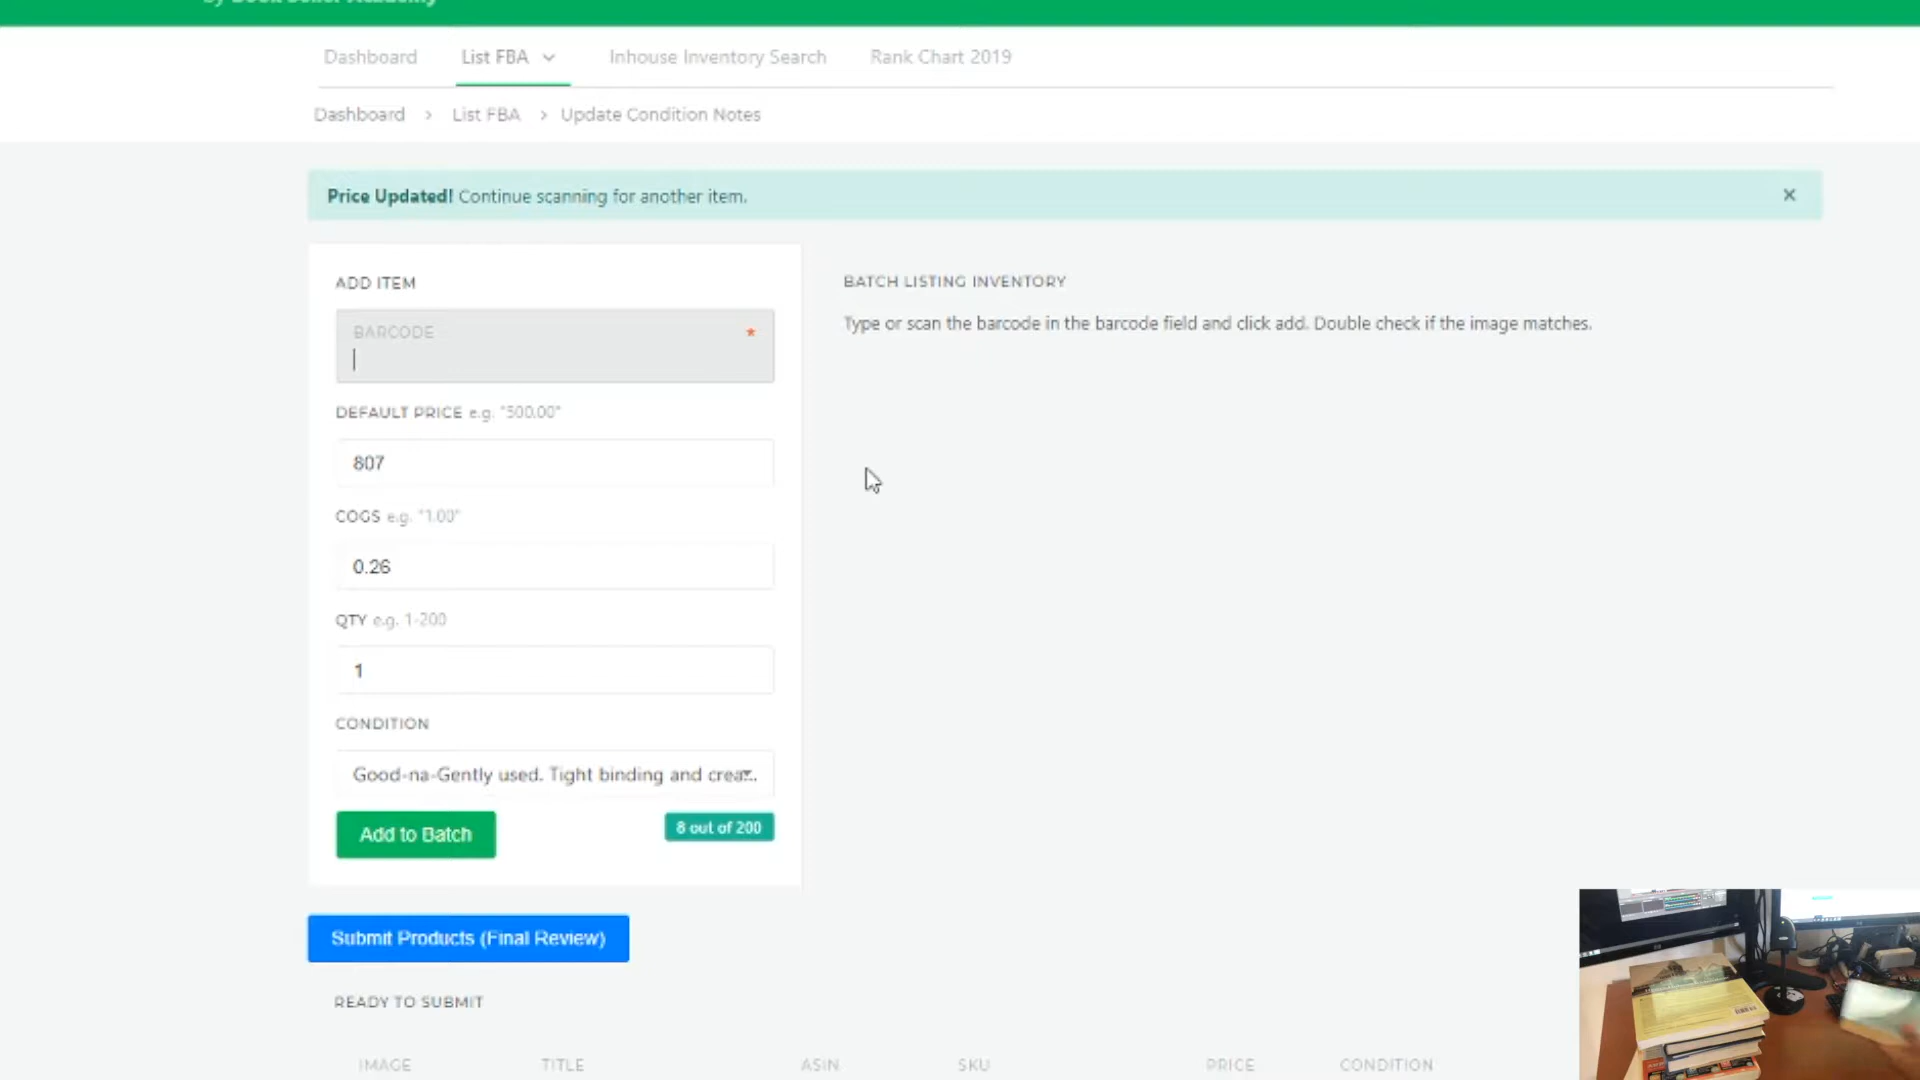 by Book Seller Academy
Dashboard
List FBA
Inhouse Inventory Search
Rank Chart 2019
Dashboard > List FBA > Update Condition Notes
Price Updated! Continue scanning for another item.
×
ADD ITEM
BARCODE *
DEFAULT PRICE e.g. "500.00"
807
COGS e.g. "1.00"
0.26
QTY e.g. 1-200
1
CONDITION
Good-na-Gently used. Tight binding and crea...
Add to Batch
8 out of 200
BATCH LISTING INVENTORY
Type or scan the barcode in the barcode field and click add. Double check if the image matches.
Submit Products (Final Review)
READY TO SUBMIT
IMAGE
TITLE
ASIN
SKU
PRICE
CONDITION